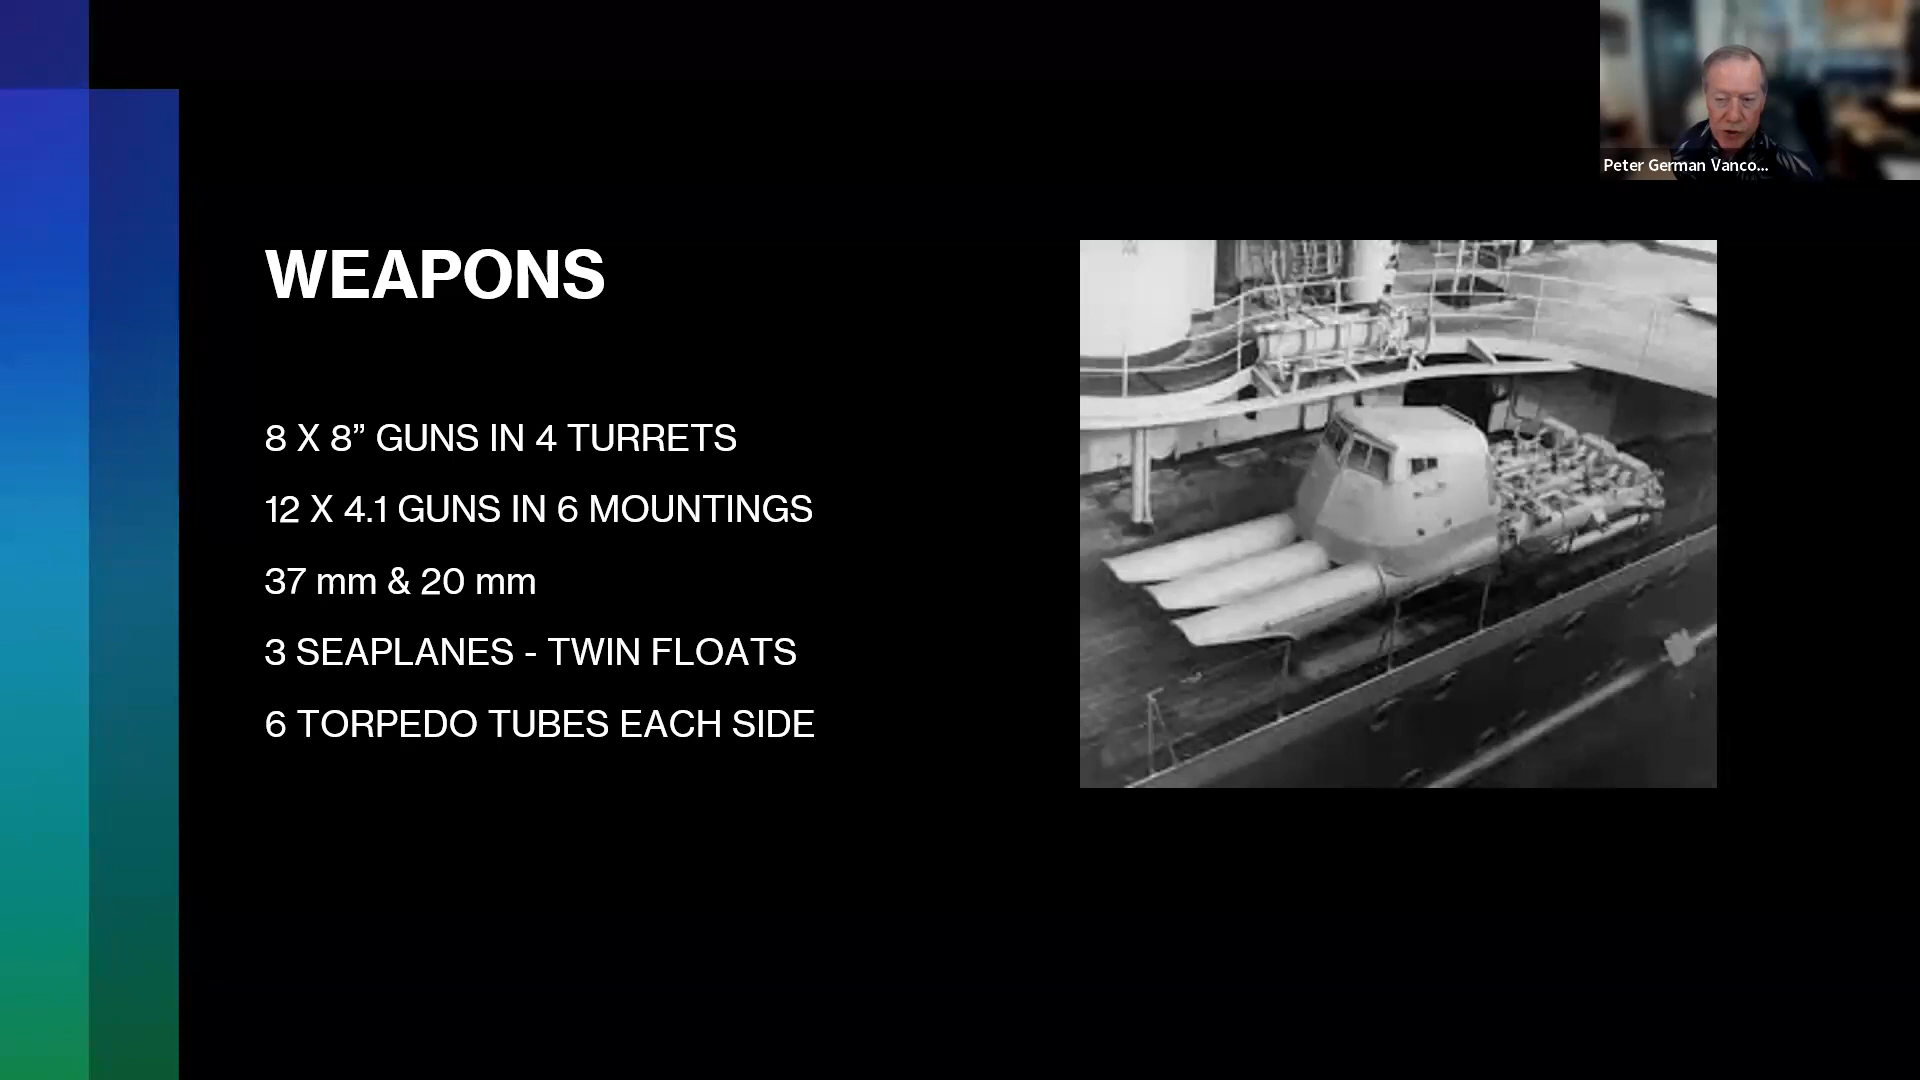 Peter German Vanco...
WEAPONS
8 X 8” GUNS IN 4 TURRETS
12 X 4.1 GUNS IN 6 MOUNTINGS
37 mm & 20 mm
3 SEAPLANES - TWIN FLOATS
6 TORPEDO TUBES EACH SIDE